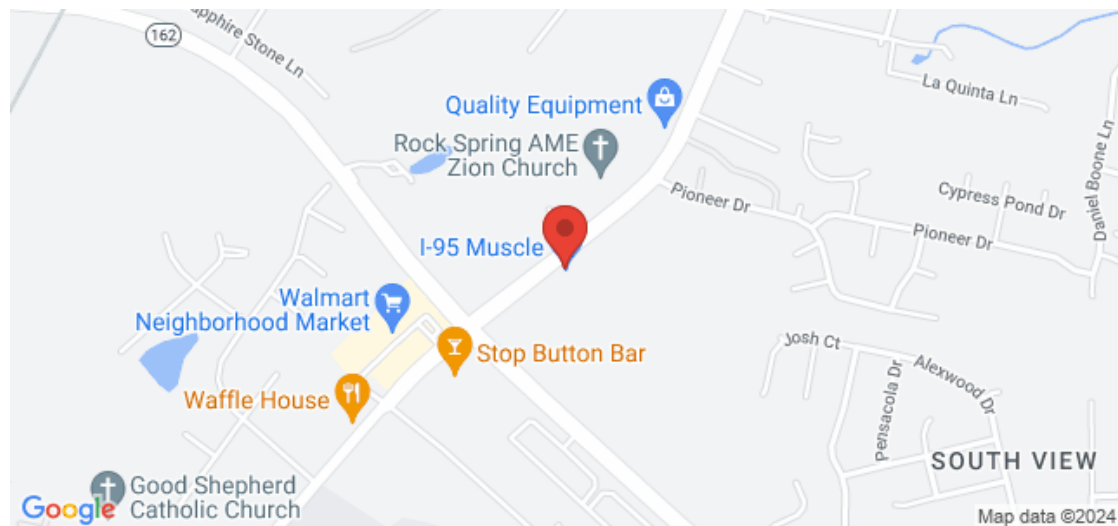 162
Sapphire Stone Ln
La Quinta Ln
Quality Equipment
Rock Spring AME
Zion Church
Pioneer Dr
Cypress Pond Dr
Daniel Boone Ln
Pioneer Dr
I-95 Muscle
Walmart
Neighborhood Market
Stop Button Bar
Josh Ct
Alexwood Dr
Pensacola Dr
Waffle House
SOUTH VIEW
Good Shepherd
Catholic Church
Google
Map data ©2024